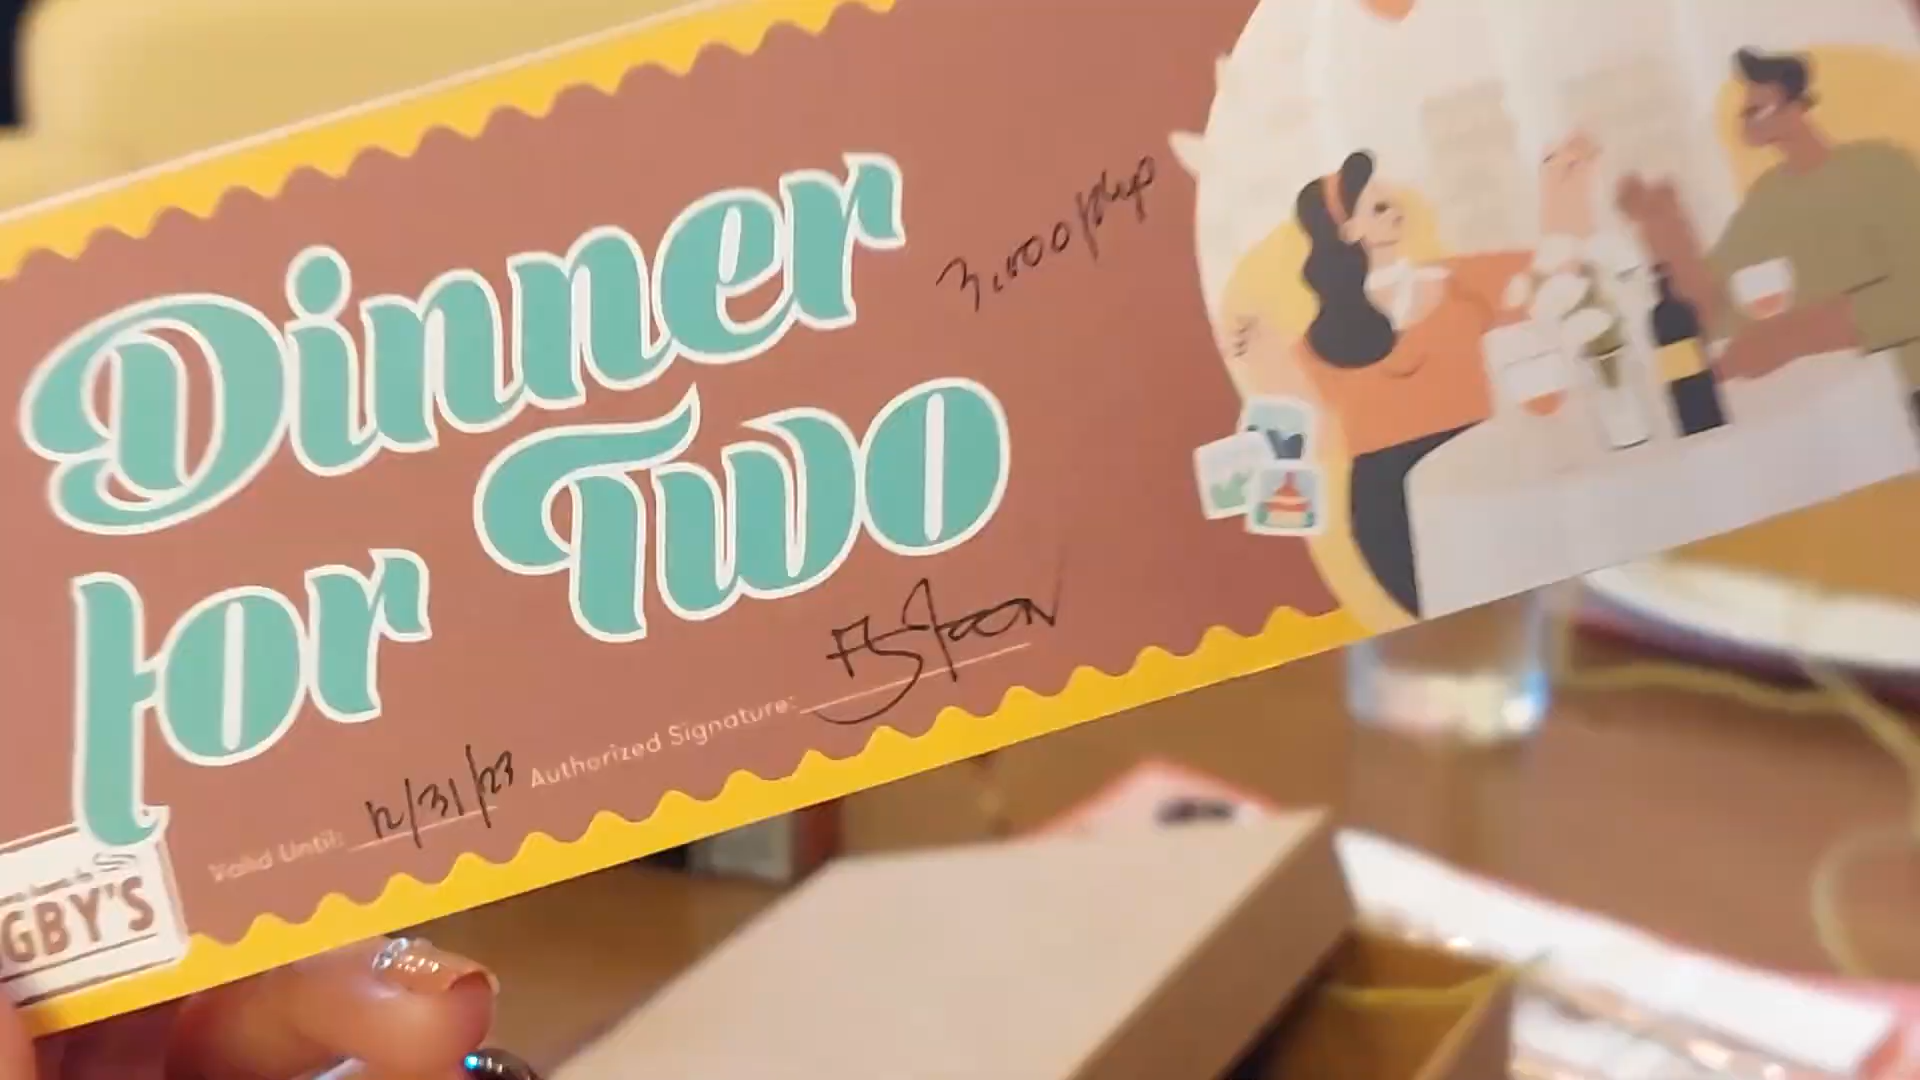 Dinner
for Two
3,000 php
Valid Until: 12/31/23
Authorized Signature:
GBY'S